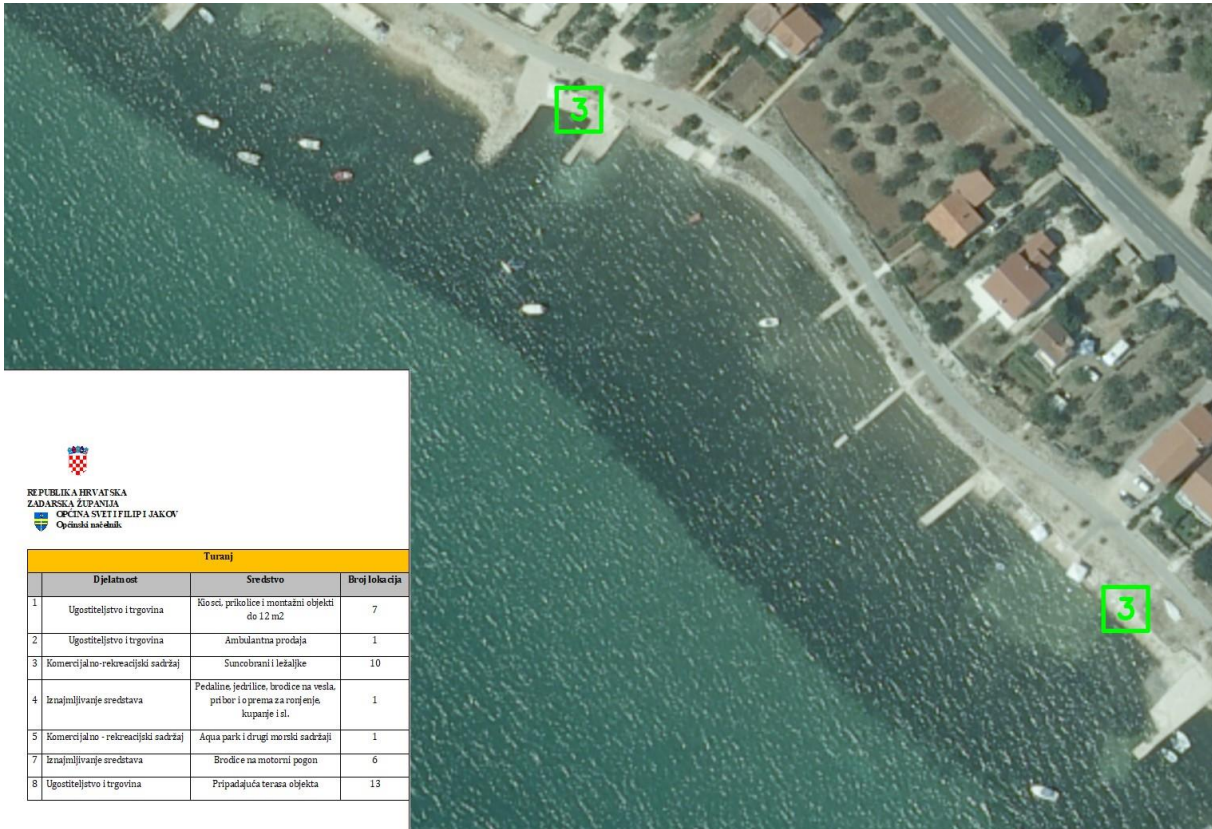 3
3
REPUBLIKA HRVATSKA
ZADARSKA ŽUPANIJA
OPĆINA SVETI FILIP I JAKOV
Općinski načelnik
Turanj
Djelatnost Sredstvo Broj lokacija
1 Ugostiteljstvo i trgovina Kiosci, prikolice i montažni objekti do 12 m2 7
2 Ugostiteljstvo i trgovina Ambulantna prodaja 1
3 Komercijalno-rekreacijski sadržaj Suncobrani i ležaljke 10
4 Iznajmljivanje sredstava Pedaline, jedrilice, brodice na vesla, pribor i oprema za ronjenje, kupanje i sl. 1
5 Komercijalno - rekreacijski sadržaj Aqua park i drugi morski sadržaji 1
7 Iznajmljivanje sredstava Brodice na motorni pogon 6
8 Ugostiteljstvo i trgovina Pripadajuća terasa objekta 13